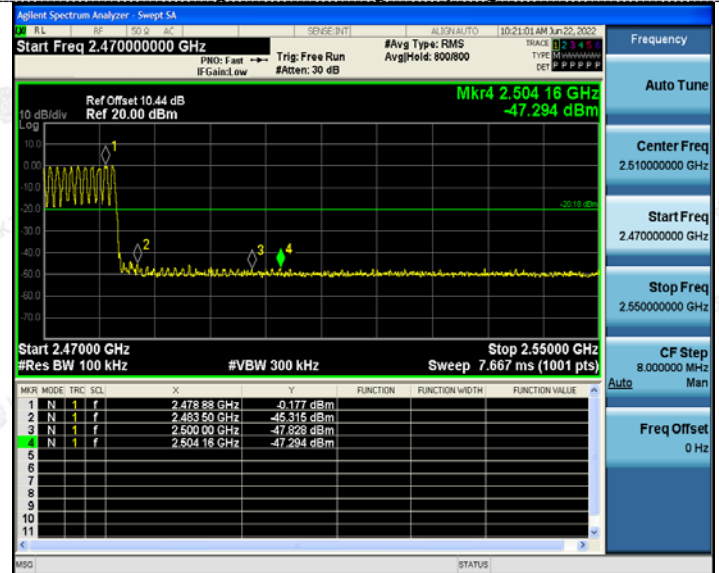 Agilent Spectrum Analyzer - Swept SA
RL RF 50 Ω AC SENSE:INT ALIGNAUTO 10:21:01 AM Jun 22, 2022
Start Freq 2.470000000 GHz
PNO: Fast
IFGain:Low
Trig: Free Run
#Atten: 30 dB
#Avg Type: RMS
Avg|Hold: 800/800
TRACE 1 2 3 4 5 6
TYPE M
DET P P P P P P
Frequency
Auto Tune
Center Freq
2.510000000 GHz
Start Freq
2.470000000 GHz
Stop Freq
2.550000000 GHz
CF Step
8.000000 MHz
Auto Man
Freq Offset
0 Hz
Mkr4 2.504 16 GHz
-47.294 dBm
Ref Offset 10.44 dB
10 dB/div Ref 20.00 dBm
Log
10.0
0.00
-10.0
-20.0
-30.0
-40.0
-50.0
-60.0
-70.0
1
2
3
4
-20.18 dBm
Start 2.47000 GHz Stop 2.55000 GHz
#Res BW 100 kHz #VBW 300 kHz Sweep 7.667 ms (1001 pts)
MKR MODE TRC SCL X Y FUNCTION FUNCTION WIDTH FUNCTION VALUE
1 N 1 f 2.478 88 GHz -0.177 dBm
2 N 1 f 2.483 50 GHz -45.315 dBm
3 N 1 f 2.500 00 GHz -47.828 dBm
4 N 1 f 2.504 16 GHz -47.294 dBm
5
6
7
8
9
10
11
MSG STATUS